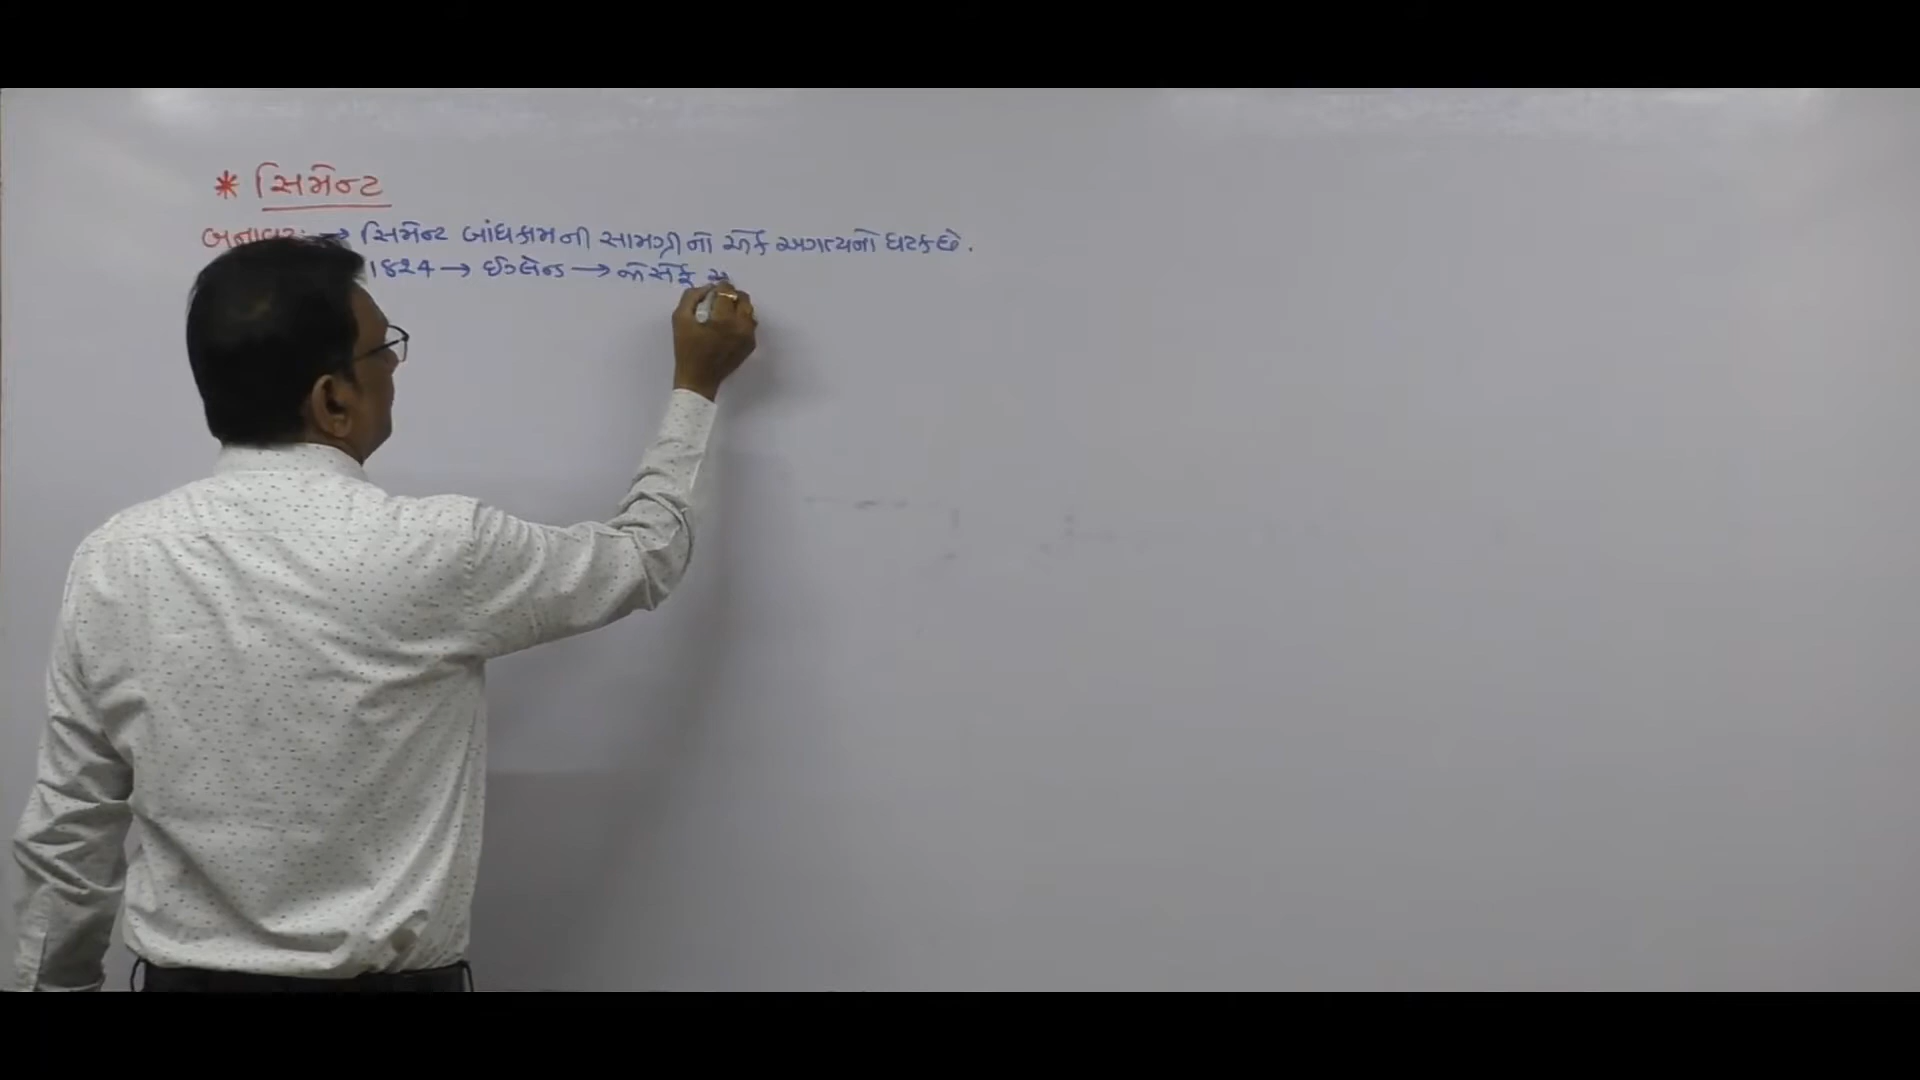 * સિમેન્ટ
બનાવટ: → સિમેન્ટ બાંધકામની સામગ્રીનો એક અગત્યનો ઘટક છે.
1824 → ઈંગ્લેન્ડ → જોસેફ